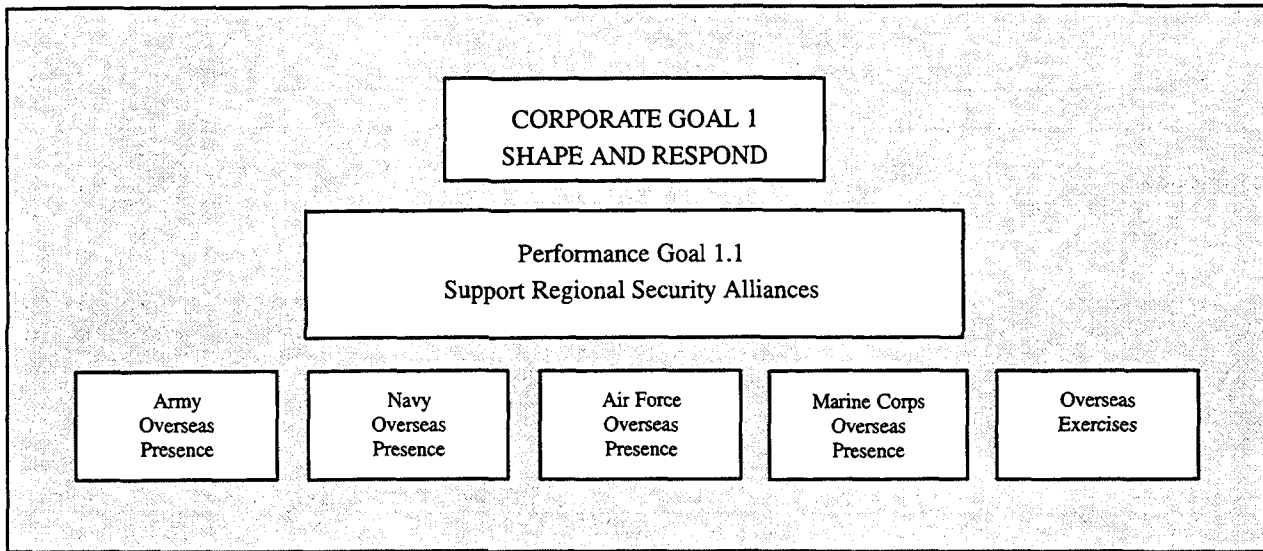 CORPORATE GOAL 1
SHAPE AND RESPOND
Performance Goal 1.1
Support Regional Security Alliances
Army
Overseas
Presence
Navy
Overseas
Presence
Air Force
Overseas
Presence
Marine Corps
Overseas
Presence
Overseas
Exercises